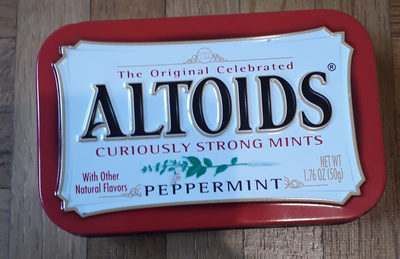 The Original Celebrated
ALTOIDS®
CURIOUSLY STRONG MINTS
With Other
Natural Flavors
PEPPERMINT
NET WT
1.76 OZ (50g)